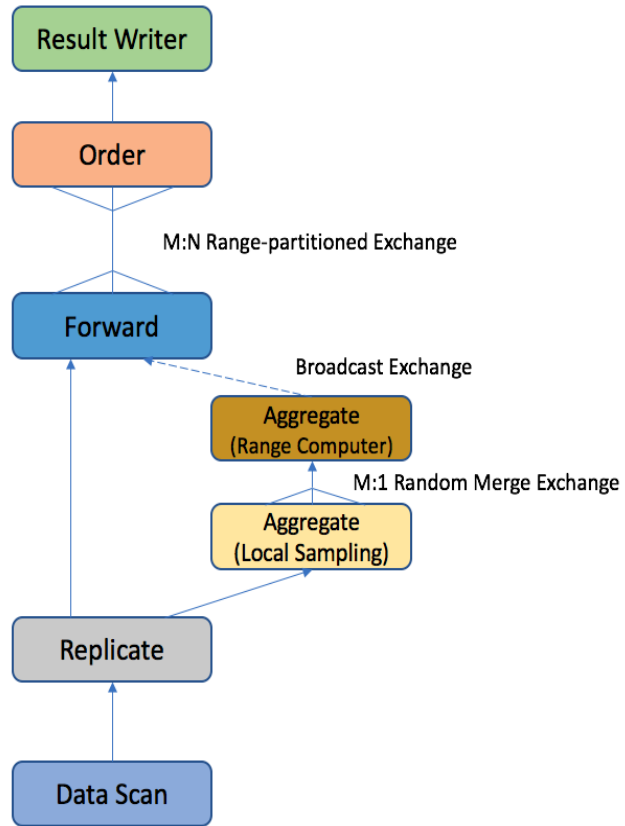 Result Writer
Order
M:N Range-partitioned Exchange
Forward
Broadcast Exchange
Aggregate
(Range Computer)
M:1 Random Merge Exchange
Aggregate
(Local Sampling)
Replicate
Data Scan